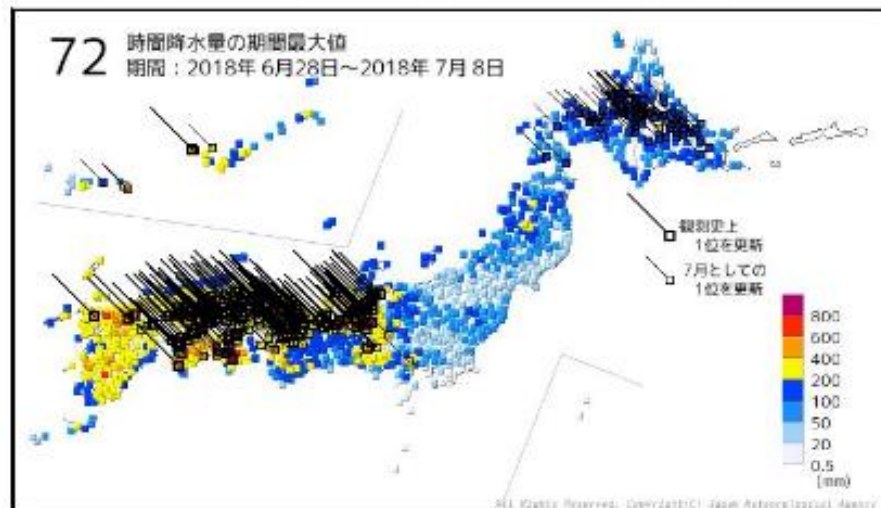 72 時間降水量の期間最大値
期間：2018年 6月28日～2018年 7月 8日
観測史上
1位を更新
7月としての
1位を更新
800
600
400
200
100
50
20
0.5
(mm)
All Rights Reserved, Copyright(C) Japan Meteorological Agency